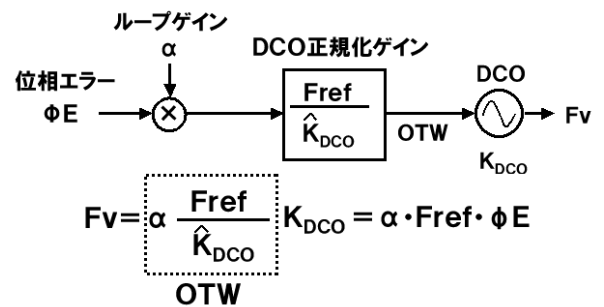 ループゲイン
α
DCO正規化ゲイン
位相エラー
ΦE
×
Fref
K̂DCO
OTW
DCO
KDCO
Fv
Fv=α Fref/K̂DCO KDCO=α・Fref・ϕE
OTW